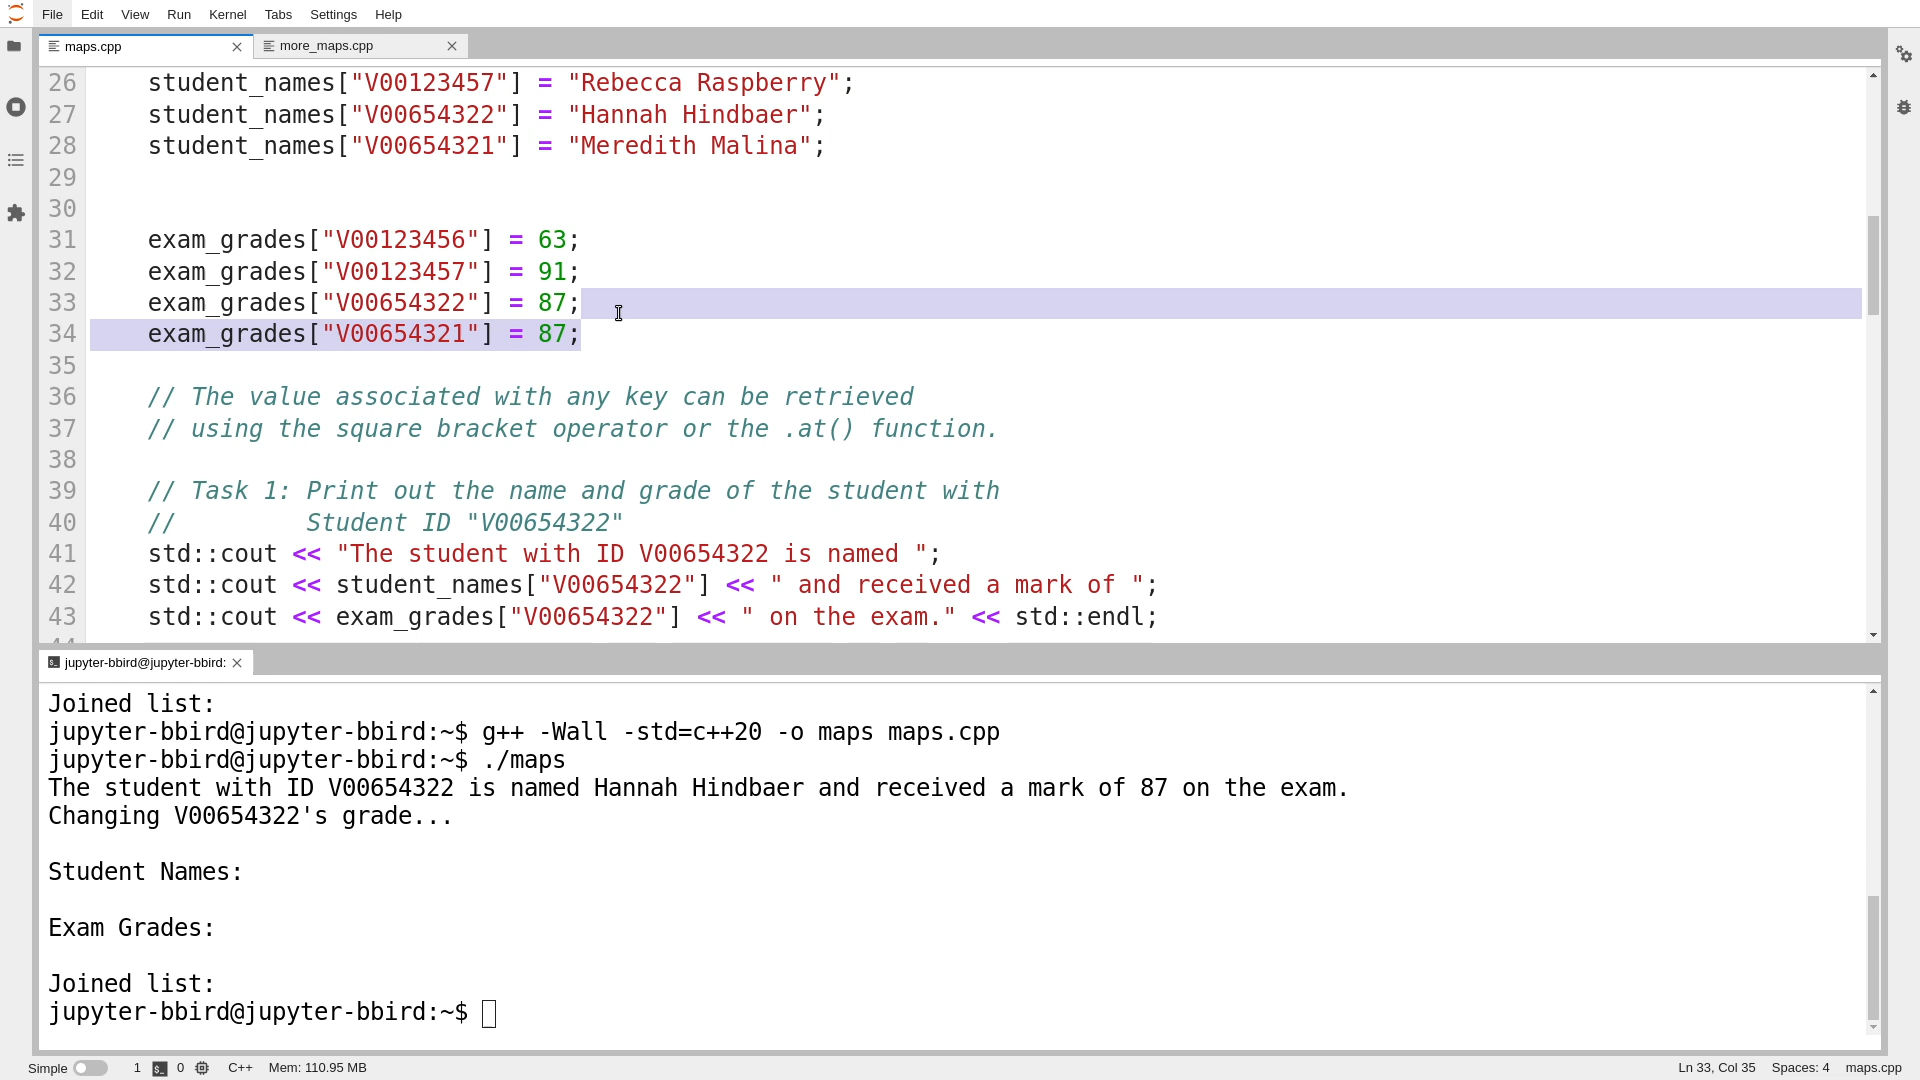 File Edit View Run Kernel Tabs Settings Help
maps.cpp
more_maps.cpp
26 student_names["V00123457"] = "Rebecca Raspberry";
27 student_names["V00654322"] = "Hannah Hindbaer";
28 student_names["V00654321"] = "Meredith Malina";
29
30
31 exam_grades["V00123456"] = 63;
32 exam_grades["V00123457"] = 91;
33 exam_grades["V00654322"] = 87;
34 exam_grades["V00654321"] = 87;
35
36 // The value associated with any key can be retrieved
37 // using the square bracket operator or the .at() function.
38
39 // Task 1: Print out the name and grade of the student with
40 //         Student ID "V00654322"
41 std::cout << "The student with ID V00654322 is named ";
42 std::cout << student_names["V00654322"] << " and received a mark of ";
43 std::cout << exam_grades["V00654322"] << " on the exam." << std::endl;
jupyter-bbird@jupyter-bbird:
Joined list:
jupyter-bbird@jupyter-bbird:~$ g++ -Wall -std=c++20 -o maps maps.cpp
jupyter-bbird@jupyter-bbird:~$ ./maps
The student with ID V00654322 is named Hannah Hindbaer and received a mark of 87 on the exam.
Changing V00654322's grade...
Student Names:
Exam Grades:
Joined list:
jupyter-bbird@jupyter-bbird:~$
Simple 1 0 C++ Mem: 110.95 MB Ln 33, Col 35 Spaces: 4 maps.cpp